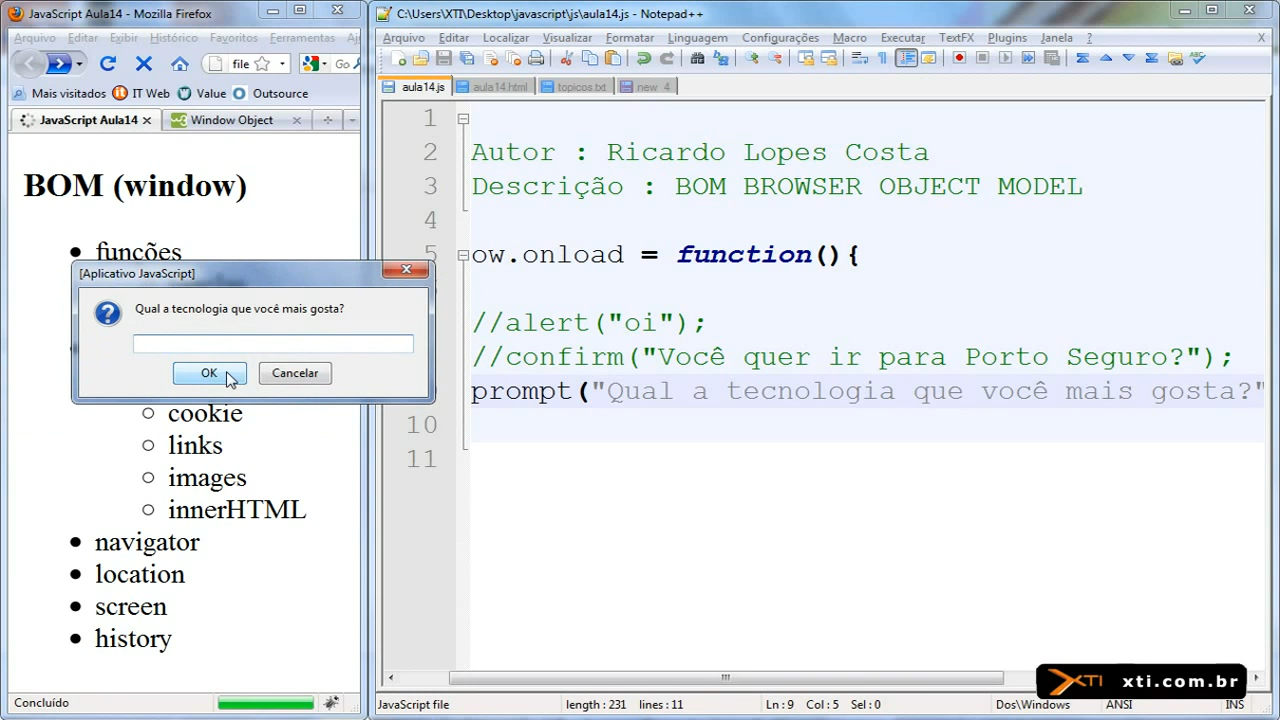 JavaScript Aula14 - Mozilla Firefox
Arquivo Editar Exibir Histórico Favoritos Ferramentas
file
Go
Mais visitados IT Web Value Outsource
JavaScript Aula14 Window Object
BOM (window)
funções
[Aplicativo JavaScript]
Qual a tecnologia que você mais gosta?
OK Cancelar
cookie
links
images
innerHTML
navigator
location
screen
history
Concluído
C:\Users\XTI\Desktop\javascript\js\aula14.js - Notepad++
Arquivo Editar Localizar Visualizar Formatar Linguagem Configurações Macro Executar TextFX Plugins Janela ? X
aula14.js aula14.html topicos.txt new 4
1
2 Autor : Ricardo Lopes Costa
3 Descrição : BOM BROWSER OBJECT MODEL
4
5 ow.onload = function(){
//alert("oi");
//confirm("Você quer ir para Porto Seguro?");
prompt("Qual a tecnologia que você mais gosta?"
10
11
XTI xti.com.br
JavaScript file length : 231 lines : 11 Ln : 9 Col : 5 Sel : 0 Dos\Windows ANSI INS